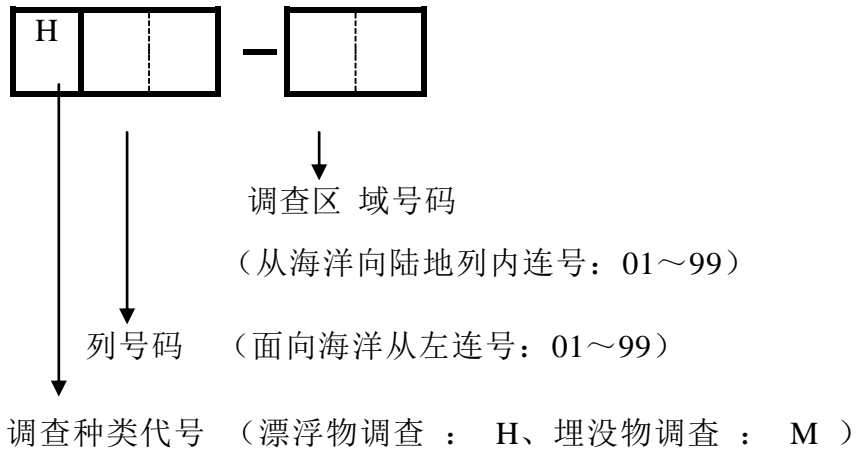 H
调查区 域号码
（从海洋向陆地列内连号：01～99）
列号码 （面向海洋从左连号：01～99）
调查种类代号 （漂浮物调查 ： H、埋没物调查 ： M ）